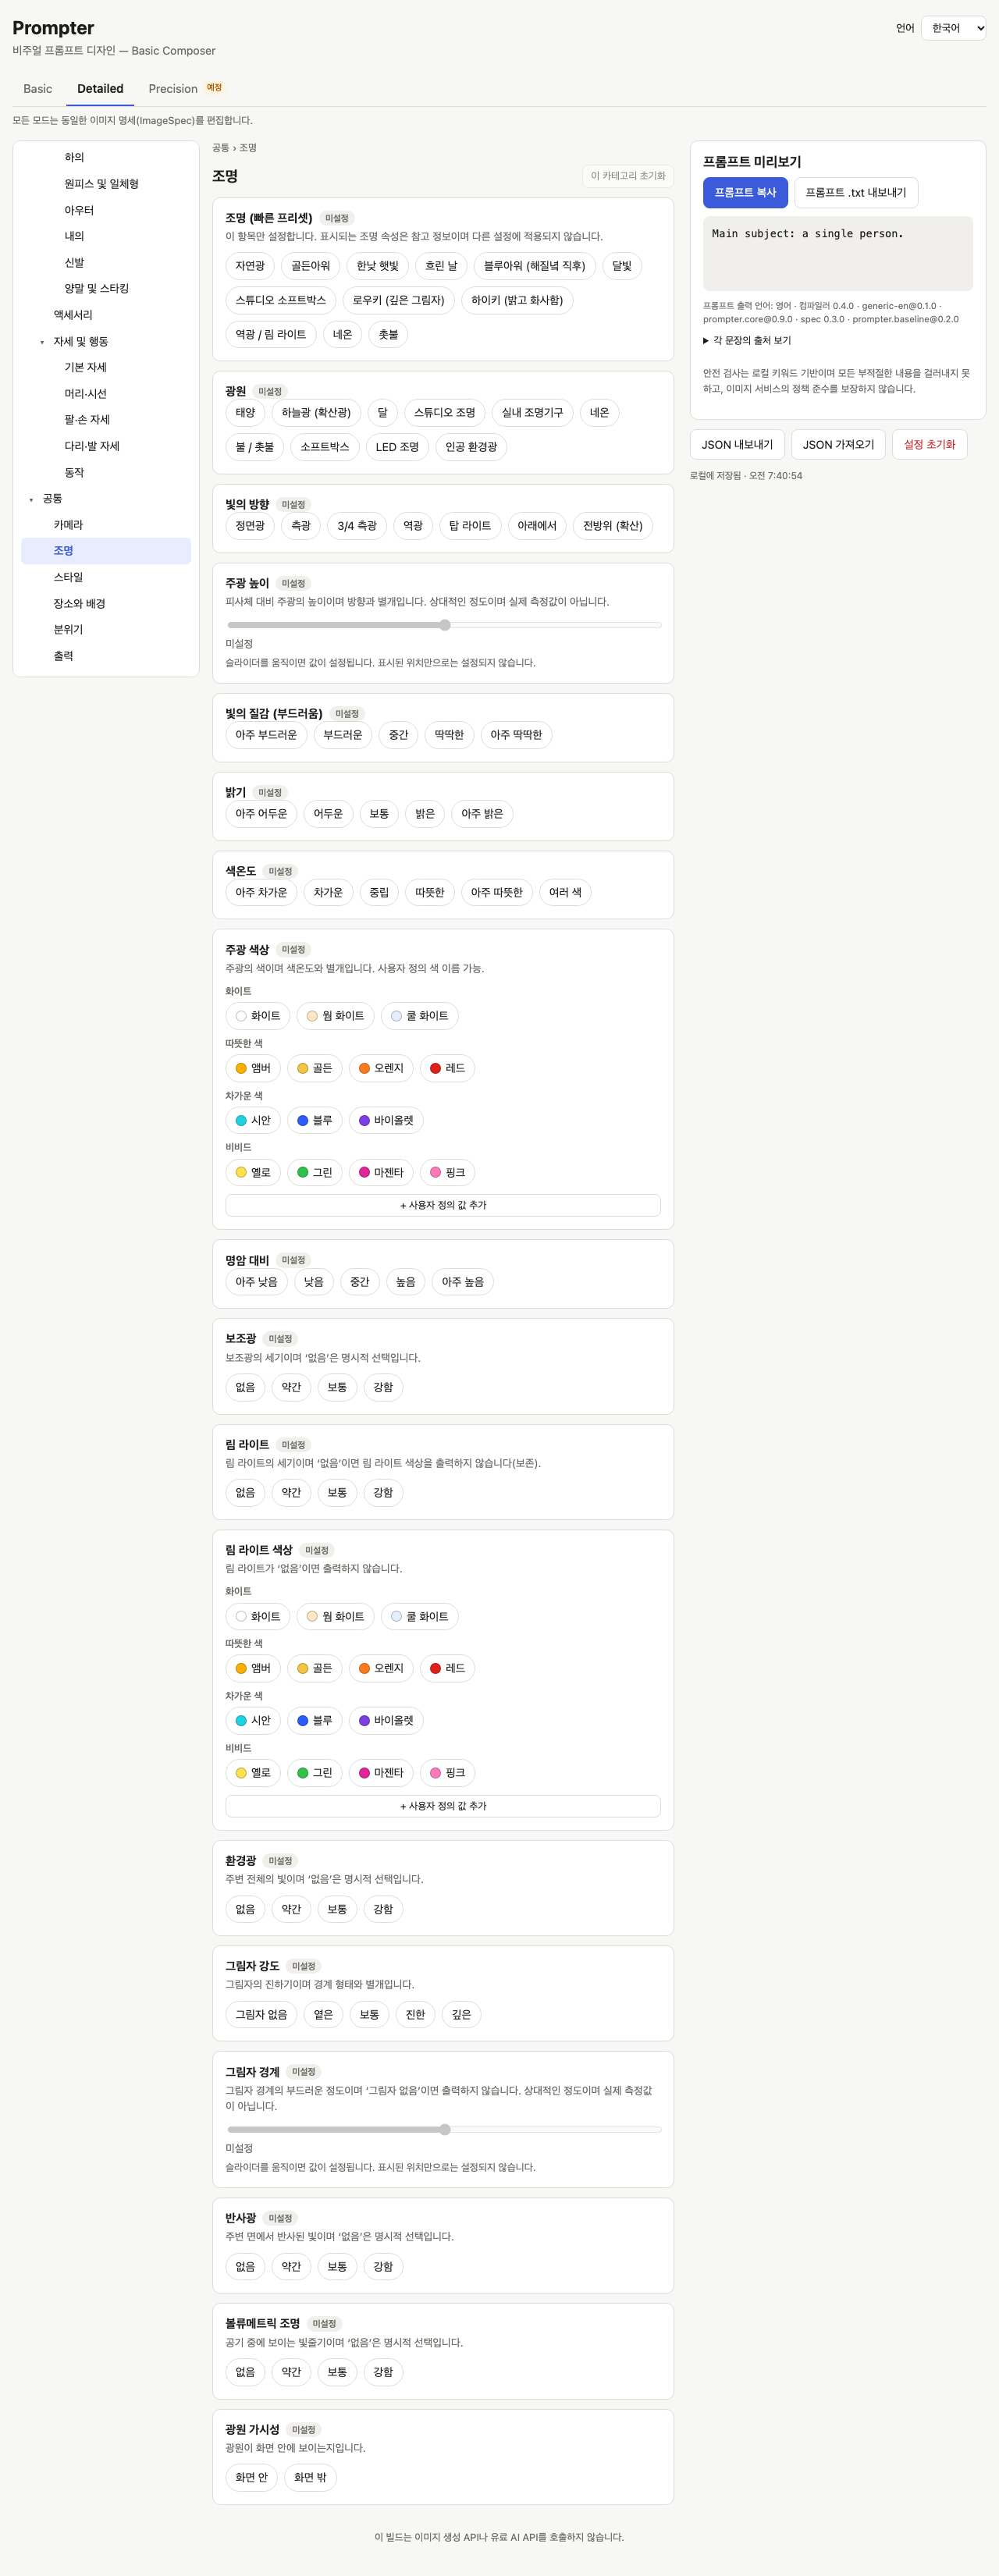 Prompter
비주얼 프롬프트 디자인 — Basic Composer
언어 한국어
Basic Detailed Precision 예정
모든 모드는 동일한 이미지 명세(ImageSpec)를 편집합니다.
하의
원피스 및 일체형
아우터
내의
신발
양말 및 스타킹
액세서리
▾ 자세 및 행동
기본 자세
머리·시선
팔·손 자세
다리·발 자세
동작
▾ 공통
카메라
조명
스타일
장소와 배경
분위기
출력
공통 › 조명
조명 이 카테고리 초기화
조명 (빠른 프리셋) 미설정
이 항목만 설정합니다. 표시되는 조명 속성은 참고 정보이며 다른 설정에 적용되지 않습니다.
자연광 골든아워 한낮 햇빛 흐린 날 블루아워 (해질녘 직후) 달빛
스튜디오 소프트박스 로우키 (깊은 그림자) 하이키 (밝고 화사함)
역광 / 림 라이트 네온 촛불
광원 미설정
태양 하늘광 (확산광) 달 스튜디오 조명 실내 조명기구 네온
불 / 촛불 소프트박스 LED 조명 인공 환경광
빛의 방향 미설정
정면광 측광 3/4 측광 역광 탑 라이트 아래에서 전방위 (확산)
주광 높이 미설정
피사체 대비 주광의 높이이며 방향과 별개입니다. 상대적인 정도이며 실제 측정값이 아닙니다.
미설정
슬라이더를 움직이면 값이 설정됩니다. 표시된 위치만으로는 설정되지 않습니다.
빛의 질감 (부드러움) 미설정
아주 부드러운 부드러운 중간 딱딱한 아주 딱딱한
밝기 미설정
아주 어두운 어두운 보통 밝은 아주 밝은
색온도 미설정
아주 차가운 차가운 중립 따뜻한 아주 따뜻한 여러 색
주광 색상 미설정
주광의 색이며 색온도와 별개입니다. 사용자 정의 색 이름 가능.
화이트
화이트 웜 화이트 쿨 화이트
따뜻한 색
앰버 골든 오렌지 레드
차가운 색
시안 블루 바이올렛
비비드
옐로 그린 마젠타 핑크
+ 사용자 정의 값 추가
명암 대비 미설정
아주 낮음 낮음 중간 높음 아주 높음
보조광 미설정
보조광의 세기이며 ‘없음’은 명시적 선택입니다.
없음 약간 보통 강함
림 라이트 미설정
림 라이트의 세기이며 ‘없음’이면 림 라이트 색상을 출력하지 않습니다(보존).
없음 약간 보통 강함
림 라이트 색상 미설정
림 라이트가 ‘없음’이면 출력하지 않습니다.
화이트
화이트 웜 화이트 쿨 화이트
따뜻한 색
앰버 골든 오렌지 레드
차가운 색
시안 블루 바이올렛
비비드
옐로 그린 마젠타 핑크
+ 사용자 정의 값 추가
환경광 미설정
주변 전체의 빛이며 ‘없음’은 명시적 선택입니다.
없음 약간 보통 강함
그림자 강도 미설정
그림자의 진하기이며 경계 형태와 별개입니다.
그림자 없음 옅은 보통 진한 깊은
그림자 경계 미설정
그림자 경계의 부드러운 정도이며 ‘그림자 없음’이면 출력하지 않습니다. 상대적인 정도이며 실제 측정값
이 아닙니다.
미설정
슬라이더를 움직이면 값이 설정됩니다. 표시된 위치만으로는 설정되지 않습니다.
반사광 미설정
주변 면에서 반사된 빛이며 ‘없음’은 명시적 선택입니다.
없음 약간 보통 강함
볼류메트릭 조명 미설정
공기 중에 보이는 빛줄기이며 ‘없음’은 명시적 선택입니다.
없음 약간 보통 강함
광원 가시성 미설정
광원이 화면 안에 보이는지입니다.
화면 안 화면 밖
프롬프트 미리보기
프롬프트 복사 프롬프트 .txt 내보내기
Main subject: a single person.
프롬프트 출력 언어: 영어 · 컴파일러 0.4.0 · generic-en@0.1.0 ·
prompter.core@0.9.0 · spec 0.3.0 · prompter.baseline@0.2.0
▶ 각 문장의 출처 보기
안전 검사는 로컬 키워드 기반이며 모든 부적절한 내용을 걸러내지 못
하고, 이미지 서비스의 정책 준수를 보장하지 않습니다.
JSON 내보내기 JSON 가져오기 설정 초기화
로컬에 저장됨 · 오전 7:40:54
이 빌드는 이미지 생성 API나 유료 AI API를 호출하지 않습니다.